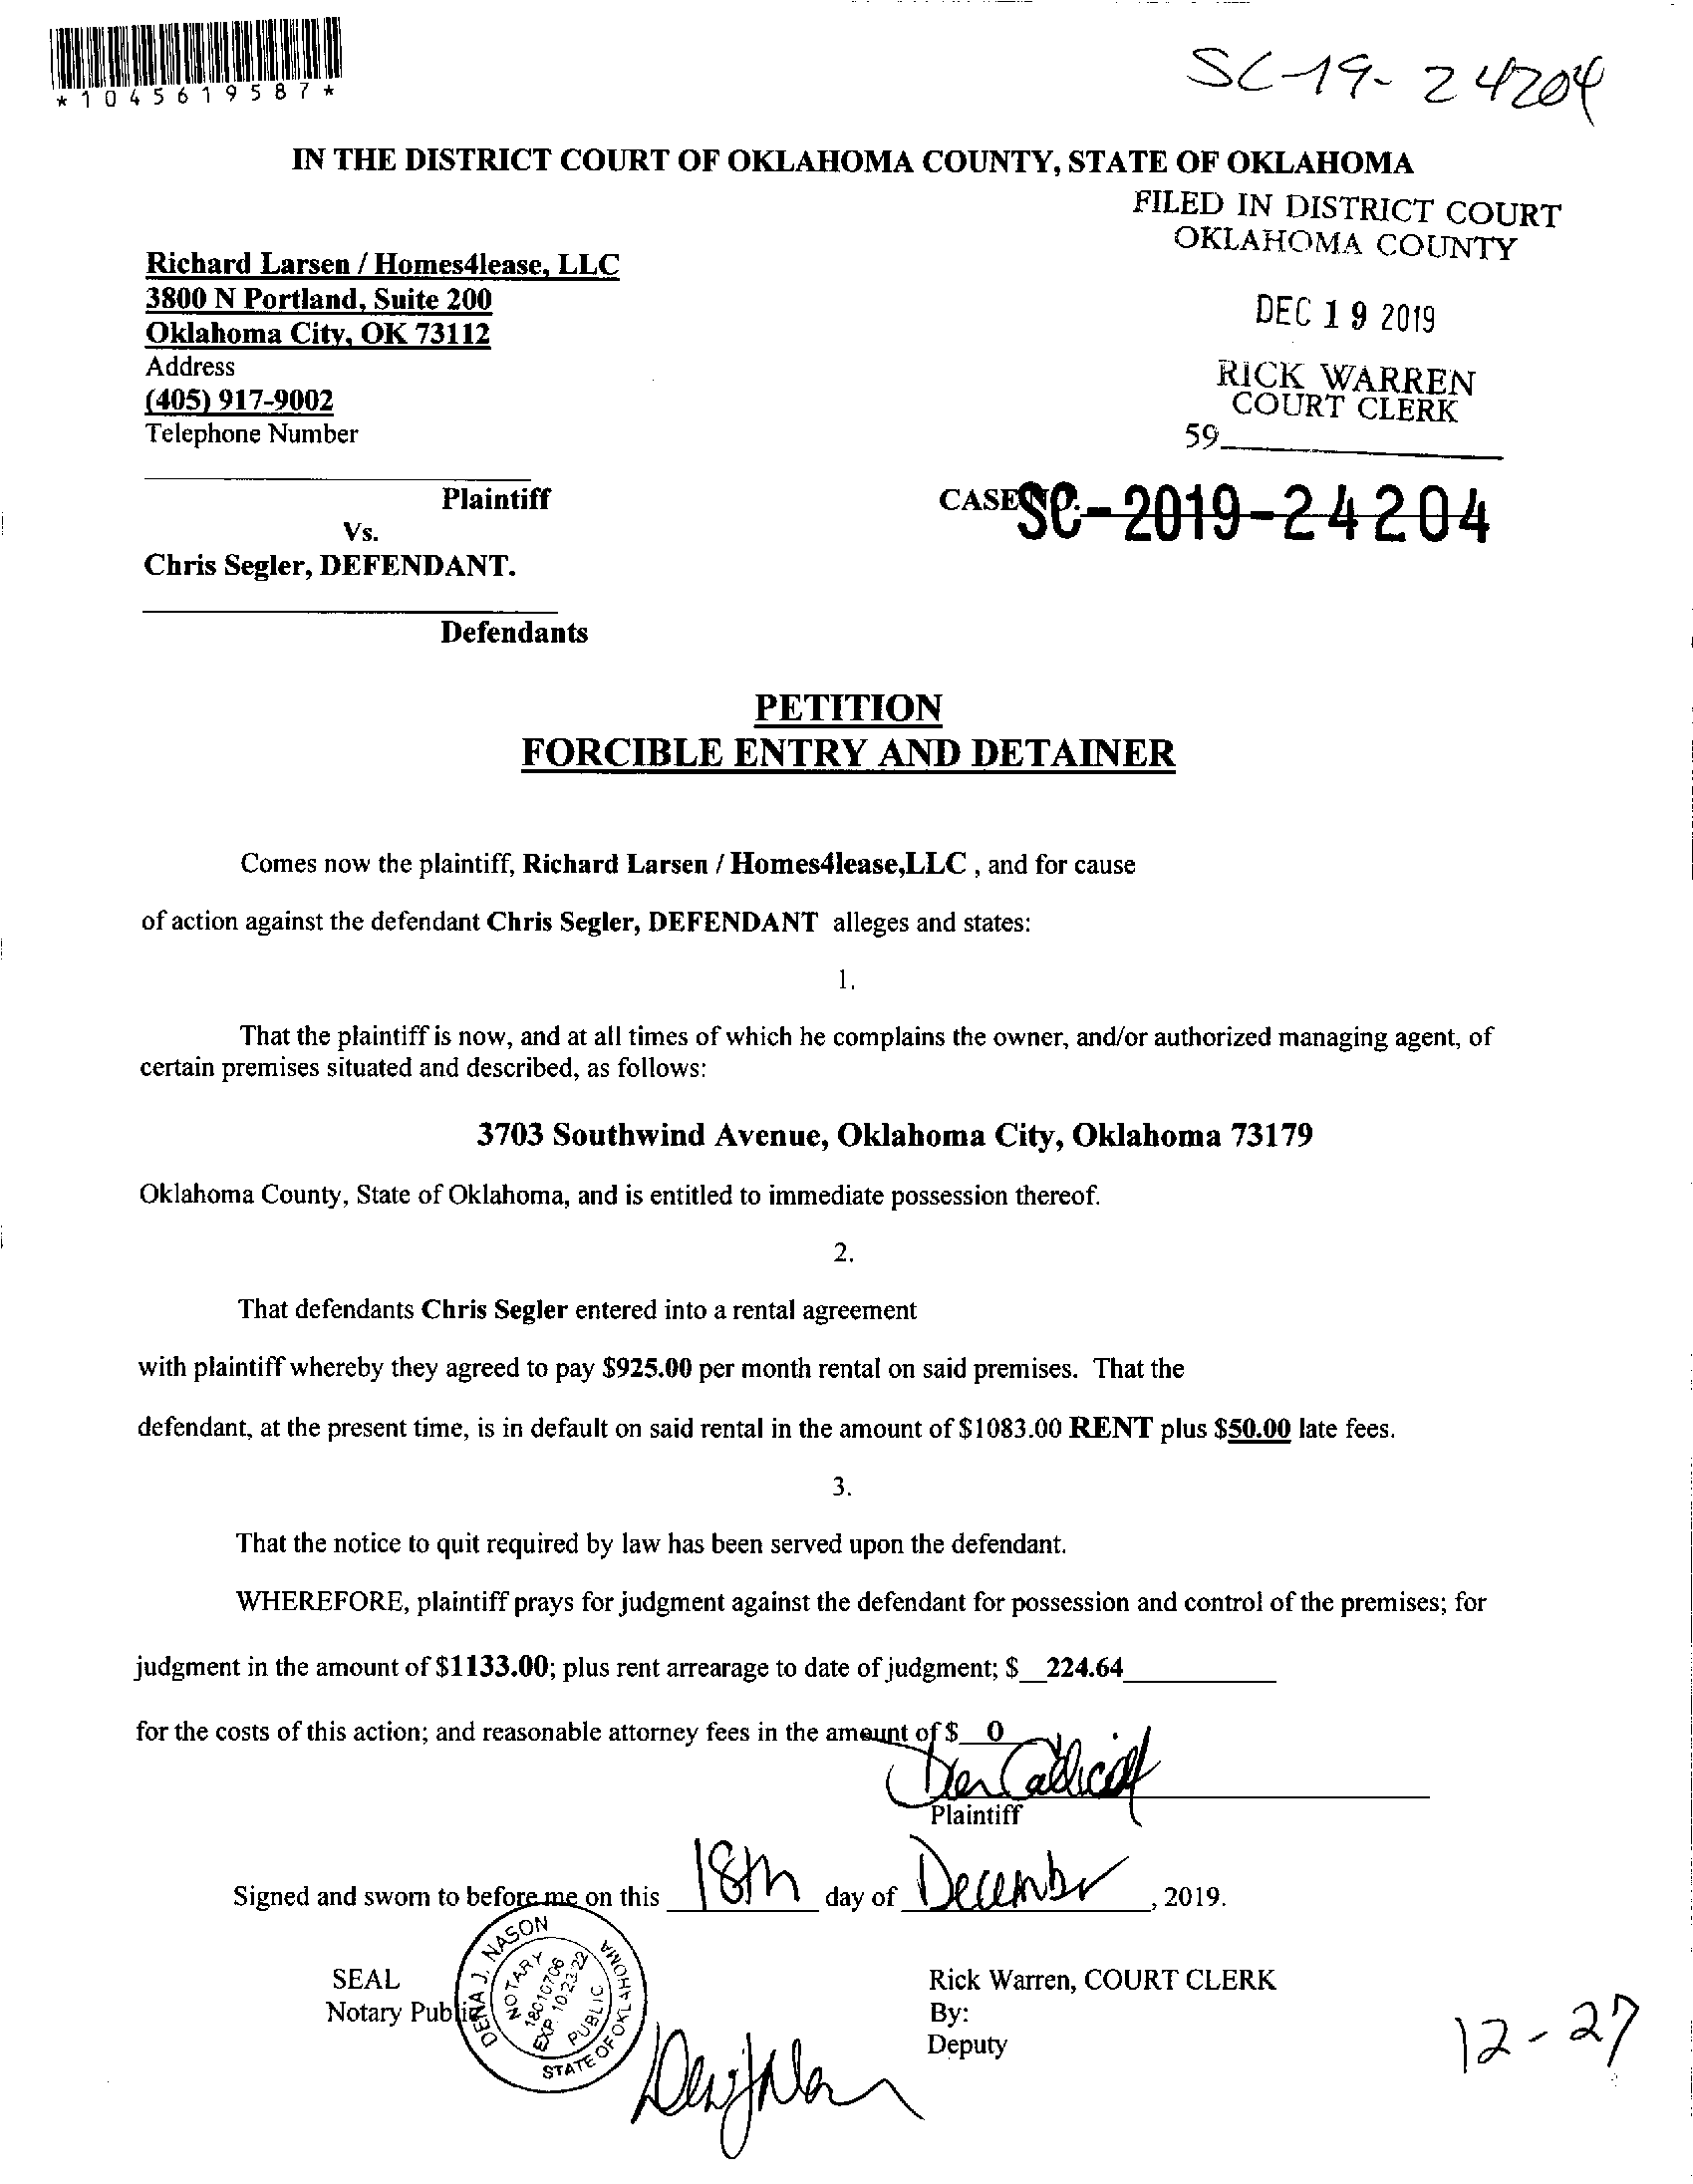 *1045619587*
SC-19-24204
IN THE DISTRICT COURT OF OKLAHOMA COUNTY, STATE OF OKLAHOMA
FILED IN DISTRICT COURT
OKLAHOMA COUNTY
DEC 19 2019
RICK WARREN
COURT CLERK
59
Richard Larsen / Homes4lease, LLC
3800 N Portland, Suite 200
Oklahoma City, OK 73112
Address
(405) 917-9002
Telephone Number
Plaintiff
CASE NO. SC-2019-24204
Vs.
Chris Segler, DEFENDANT.
Defendants
PETITION
FORCIBLE ENTRY AND DETAINER
Comes now the plaintiff, Richard Larsen / Homes4lease,LLC , and for cause
of action against the defendant Chris Segler, DEFENDANT alleges and states:
1.
That the plaintiff is now, and at all times of which he complains the owner, and/or authorized managing agent, of
certain premises situated and described, as follows:
3703 Southwind Avenue, Oklahoma City, Oklahoma 73179
Oklahoma County, State of Oklahoma, and is entitled to immediate possession thereof.
2.
That defendants Chris Segler entered into a rental agreement
with plaintiff whereby they agreed to pay $925.00 per month rental on said premises. That the
defendant, at the present time, is in default on said rental in the amount of $1083.00 RENT plus $50.00 late fees.
3.
That the notice to quit required by law has been served upon the defendant.
WHEREFORE, plaintiff prays for judgment against the defendant for possession and control of the premises; for
judgment in the amount of $1133.00; plus rent arrearage to date of judgment; $__224.64
for the costs of this action; and reasonable attorney fees in the amount of $__0
Plaintiff
Signed and sworn to before me on this 18th day of December, 2019.
SEAL
Notary Public
DENA J. NASON
NOTARY
18010706
EXP. 10-23-22
PUBLIC
STATE OF OKLAHOMA
Rick Warren, COURT CLERK
By:
Deputy
12-27